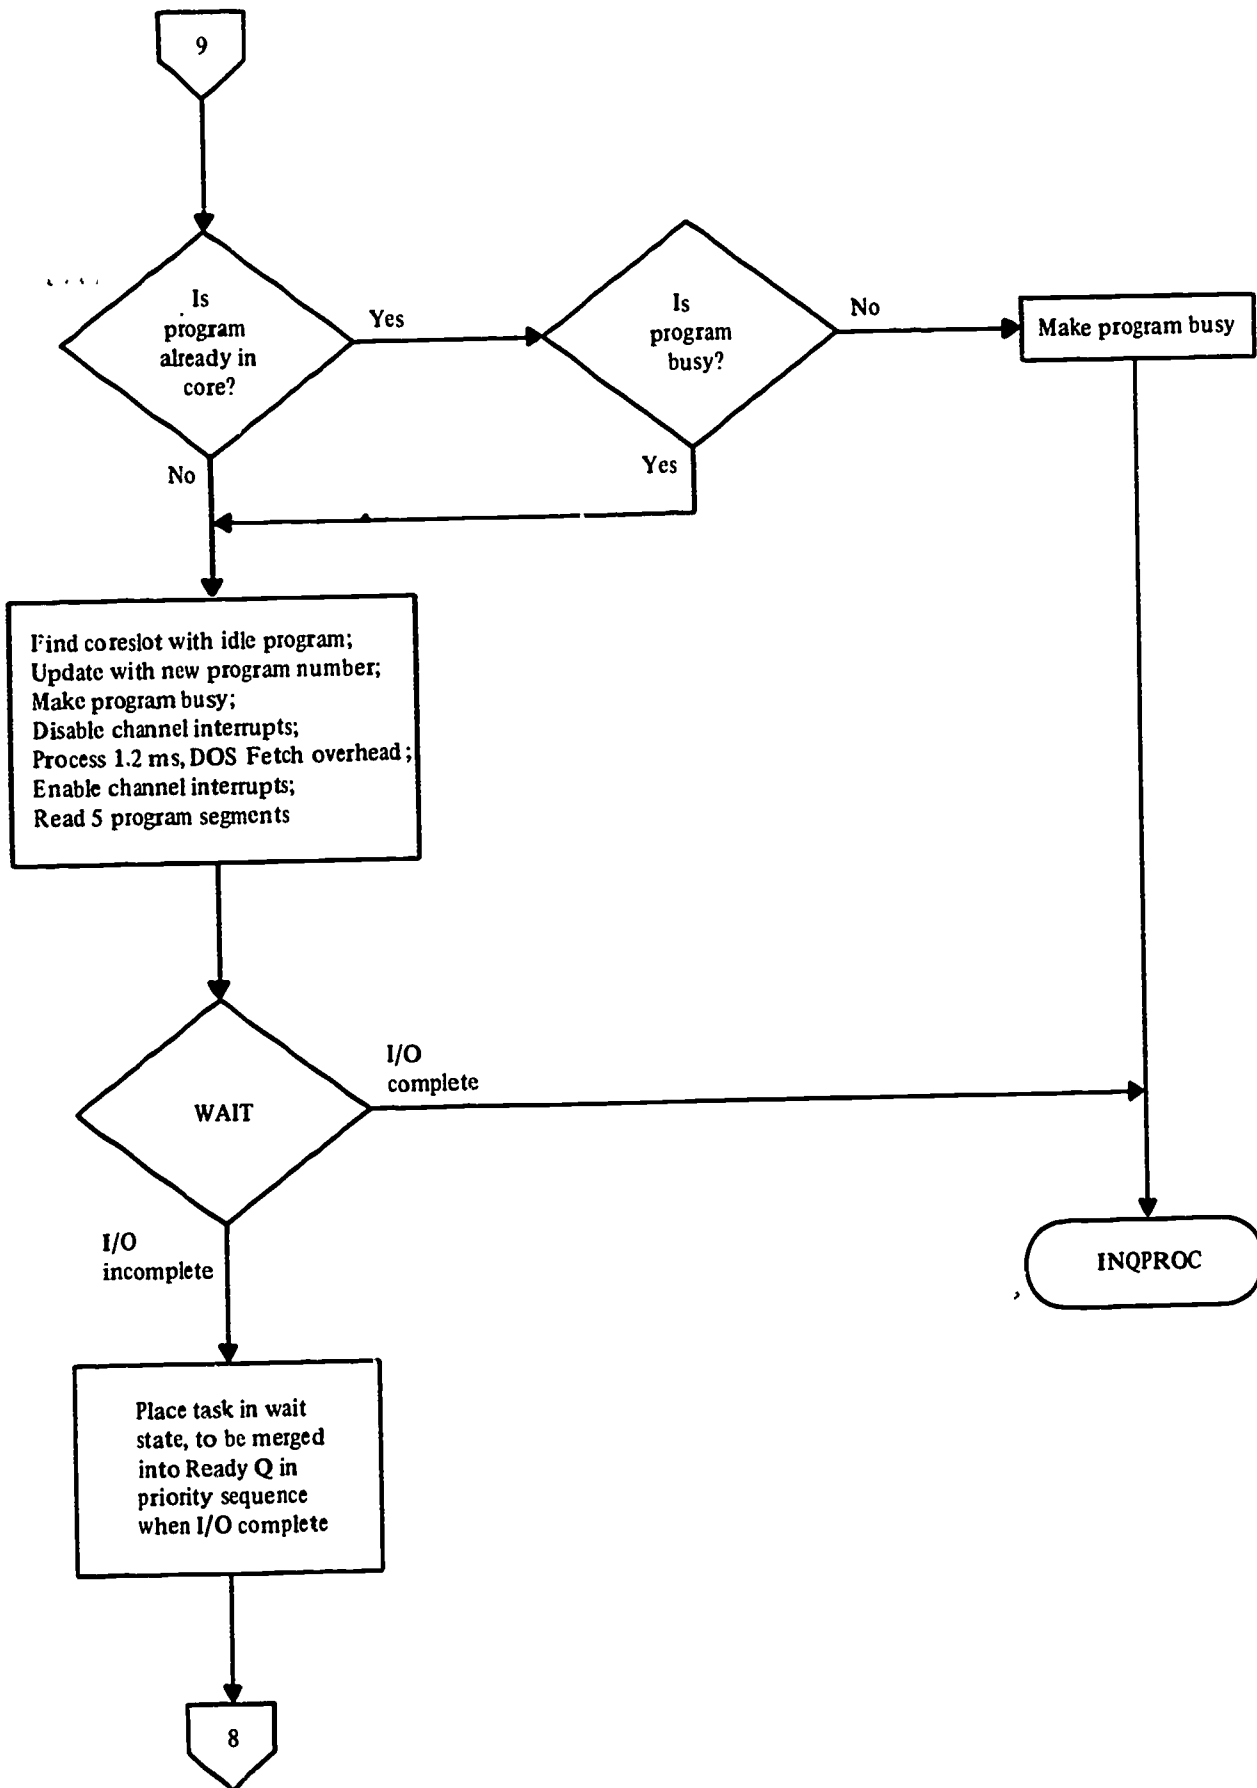 9
Is
program
already in
core?
Yes
Is
program
busy?
No
Make program busy
No
Yes
Find coreslot with idle program;
Update with new program number;
Make program busy;
Disable channel interrupts;
Process 1.2 ms, DOS Fetch overhead;
Enable channel interrupts;
Read 5 program segments
I/O
complete
WAIT
I/O
incomplete
INQPROC
Place task in wait
state, to be merged
into Ready Q in
priority sequence
when I/O complete
8